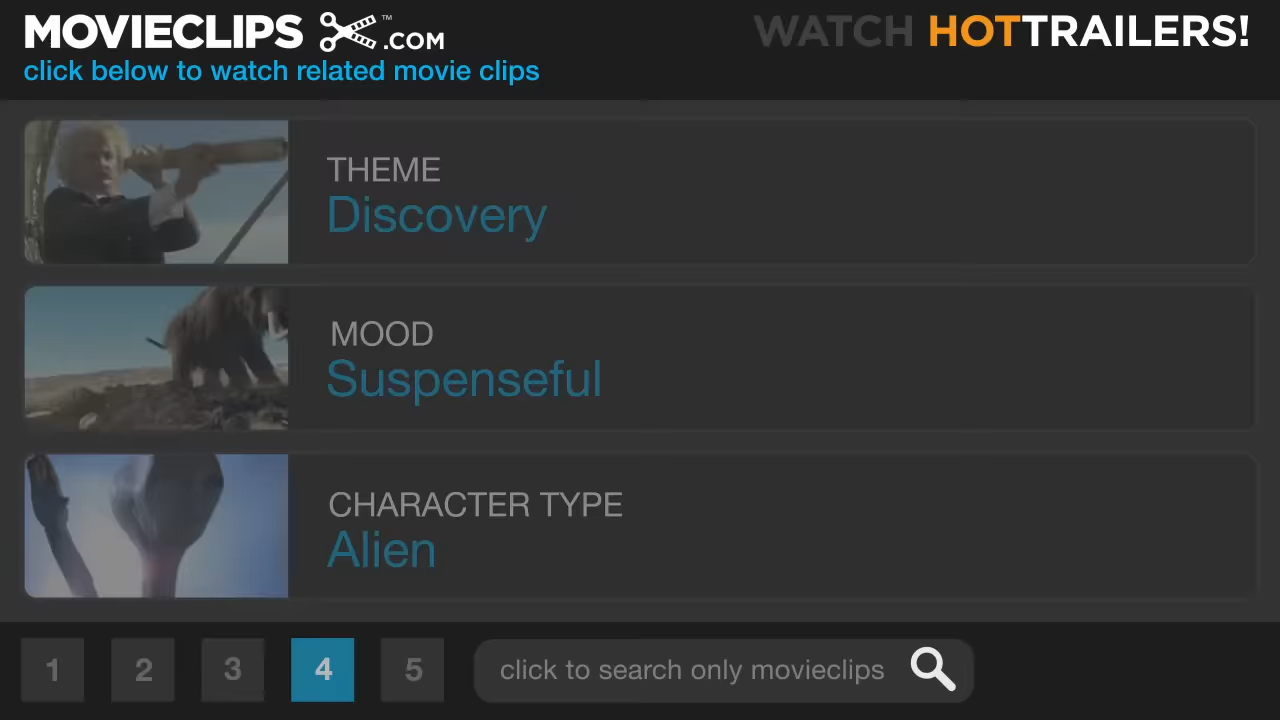 MOVIECLIPS ™ .COM
click below to watch related movie clips
WATCH HOTTRAILERS!
THEME
Discovery
MOOD
Suspenseful
CHARACTER TYPE
Alien
1 2 3 4 5
click to search only movieclips